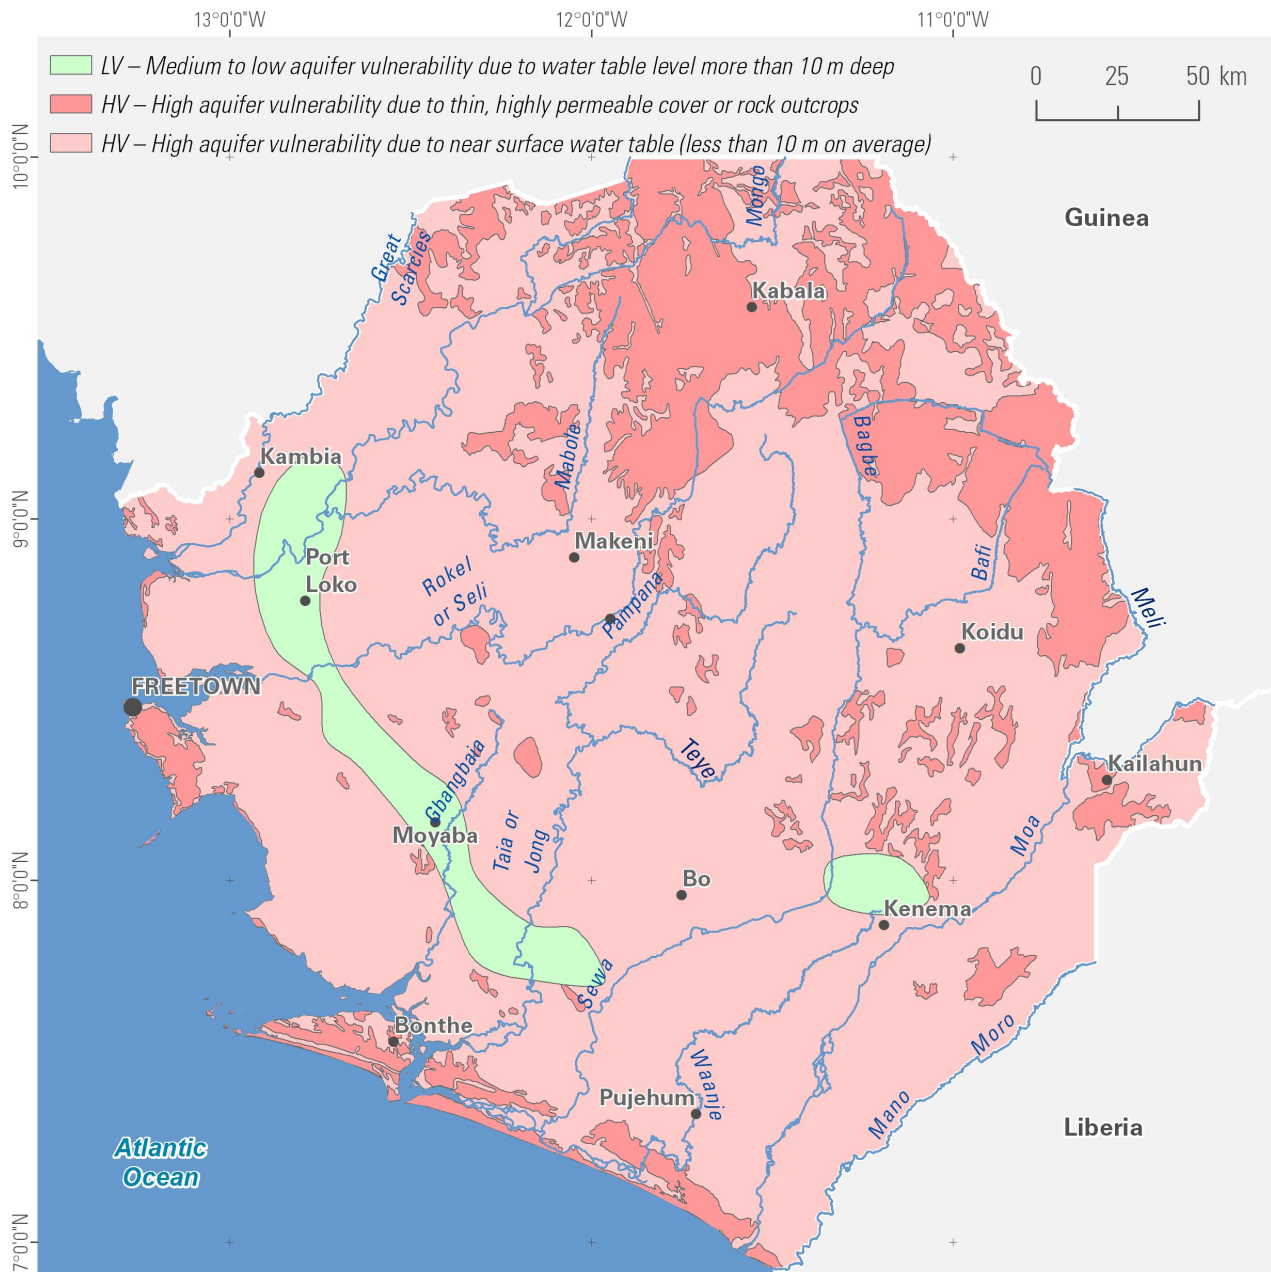 13°0'0"W
12°0'0"W
11°0'0"W
LV – Medium to low aquifer vulnerability due to water table level more than 10 m deep
HV – High aquifer vulnerability due to thin, highly permeable cover or rock outcrops
HV – High aquifer vulnerability due to near surface water table (less than 10 m on average)
0 25 50 km
10°0'0"N
9°0'0"N
8°0'0"N
7°0'0"N
Guinea
Mongo
Great
Scarcies
Kabala
Kambia
Mabole
Bagbe
Makeni
Port
Loko
Rokel
or Seli
Pampana
Bafi
Meli
Koidu
FREETOWN
Teye
Kailahun
Gbangbaia
Moyaba
Taia or
Jong
Moa
Bo
Kenema
Sewa
Bonthe
Moro
Waanje
Pujehum
Mano
Liberia
Atlantic
Ocean